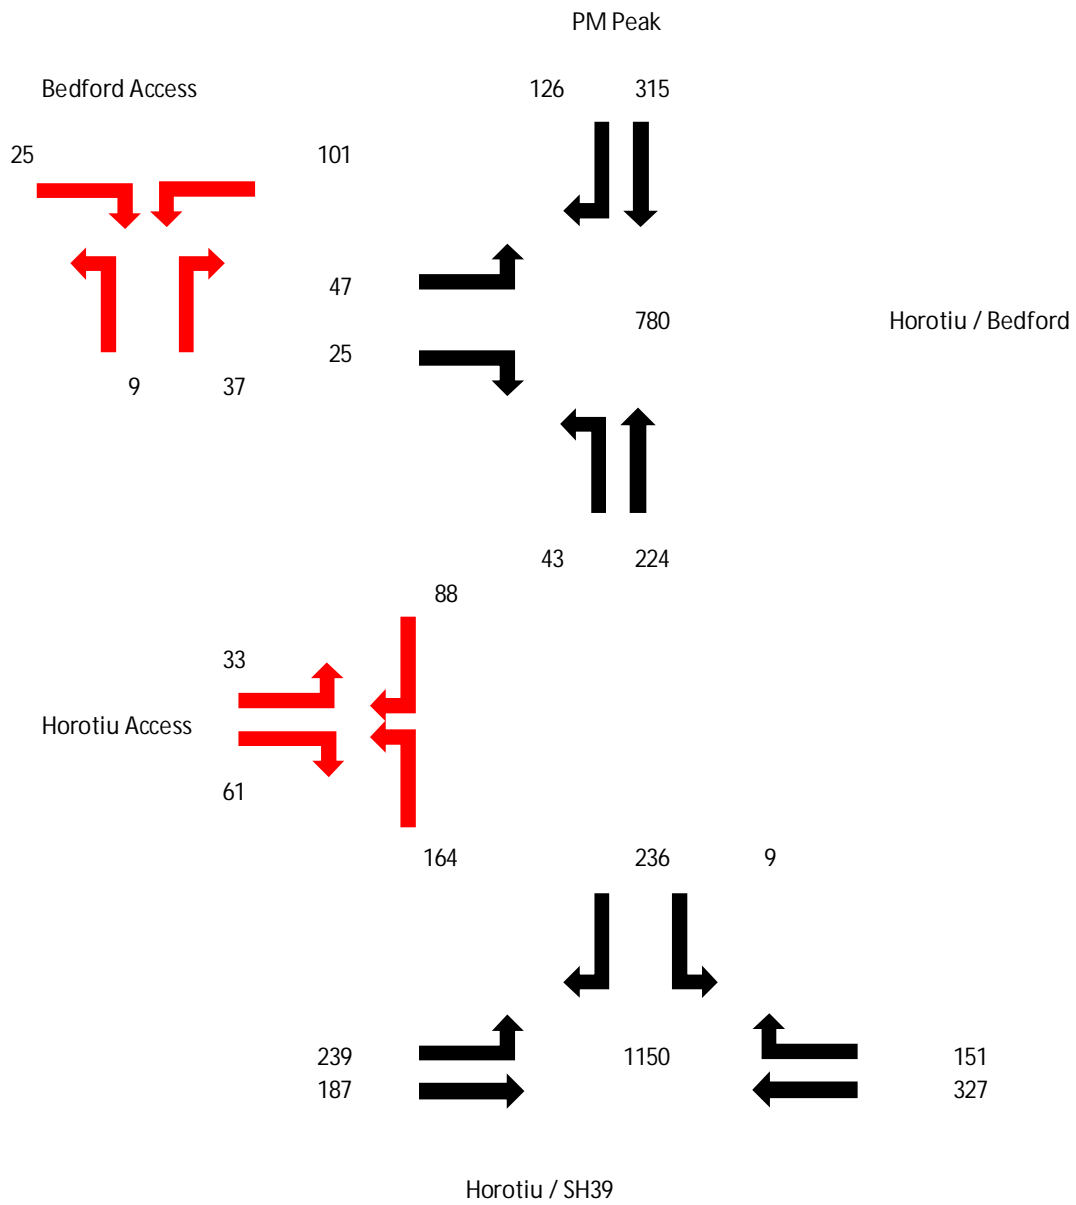 PM Peak
Bedford Access
126 315
25 101
47
780 Horotiu / Bedford
25
9 37
43 224
88
33
Horotiu Access
61
164 236 9
239 1150 151
187 327
Horotiu / SH39